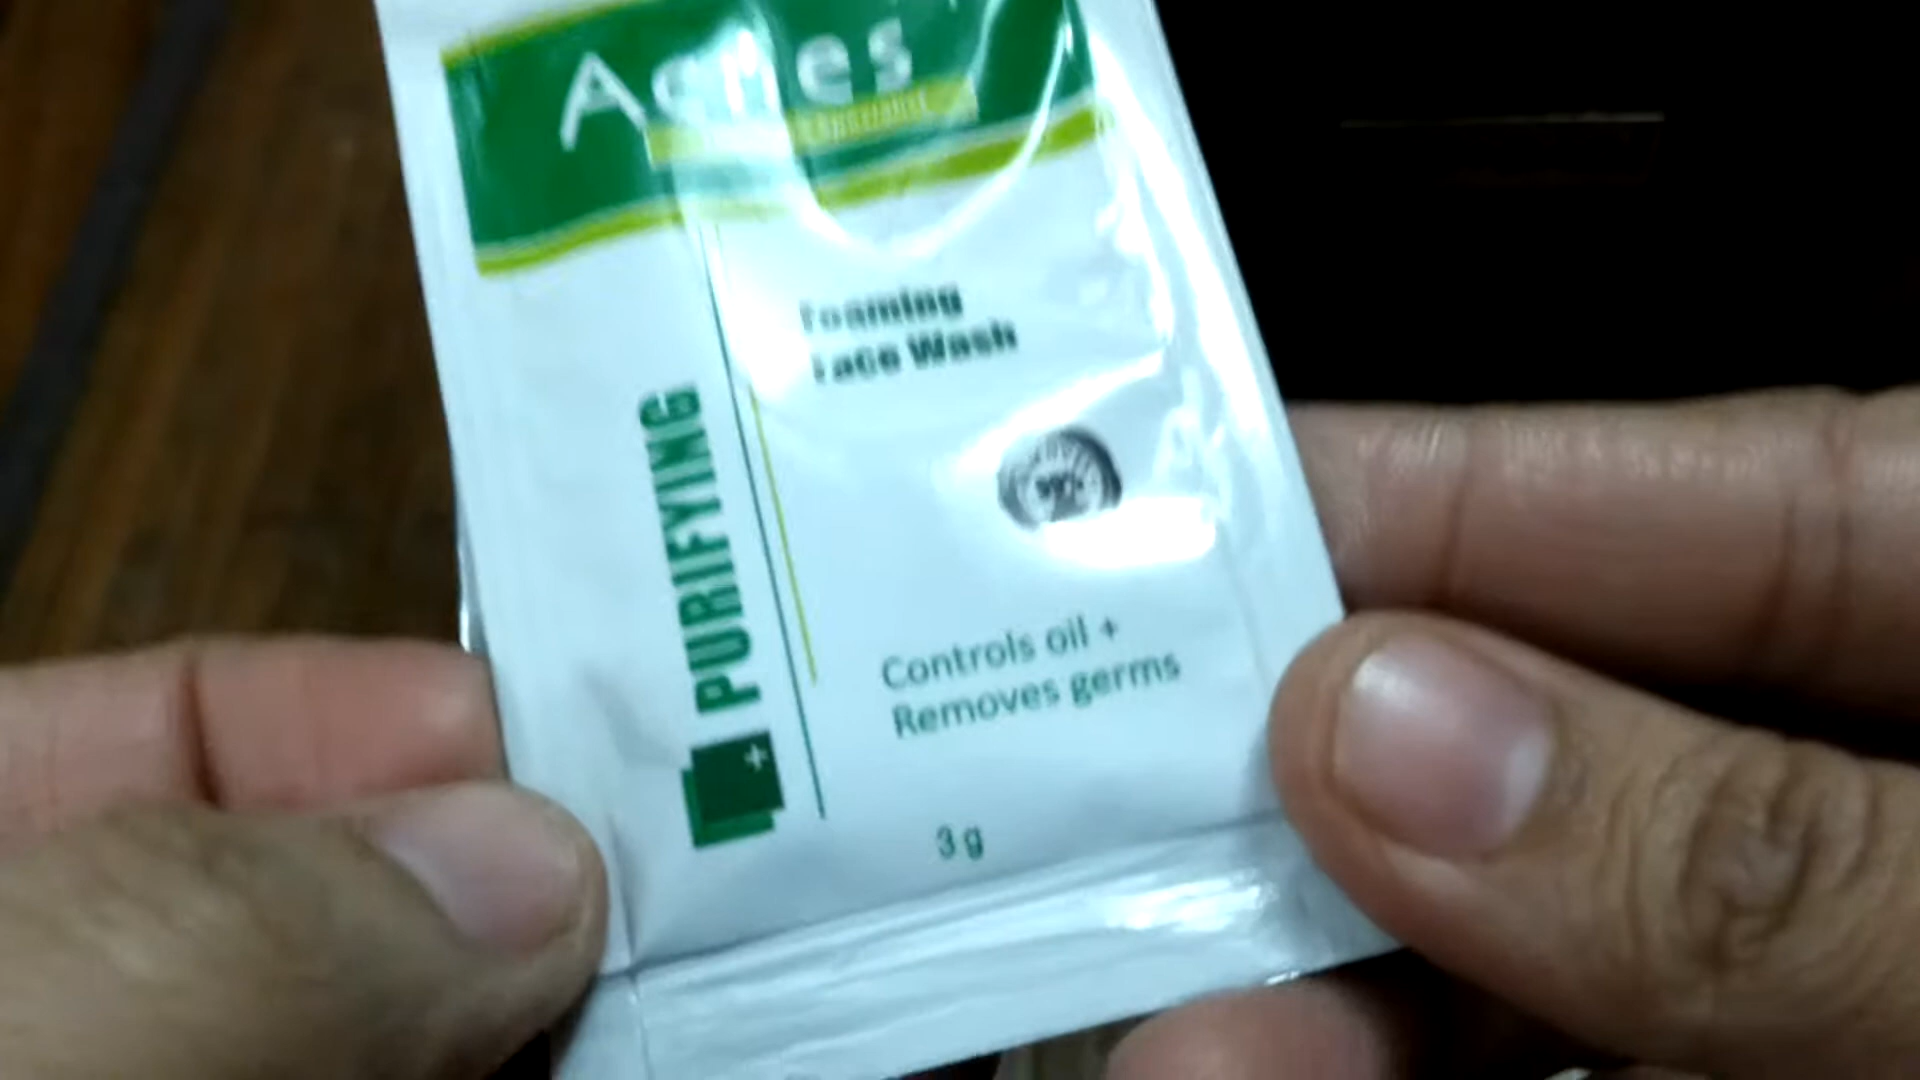 Acnes
Foaming
Face Wash
PURIFYING
+
Controls oil +
Removes germs
3 g